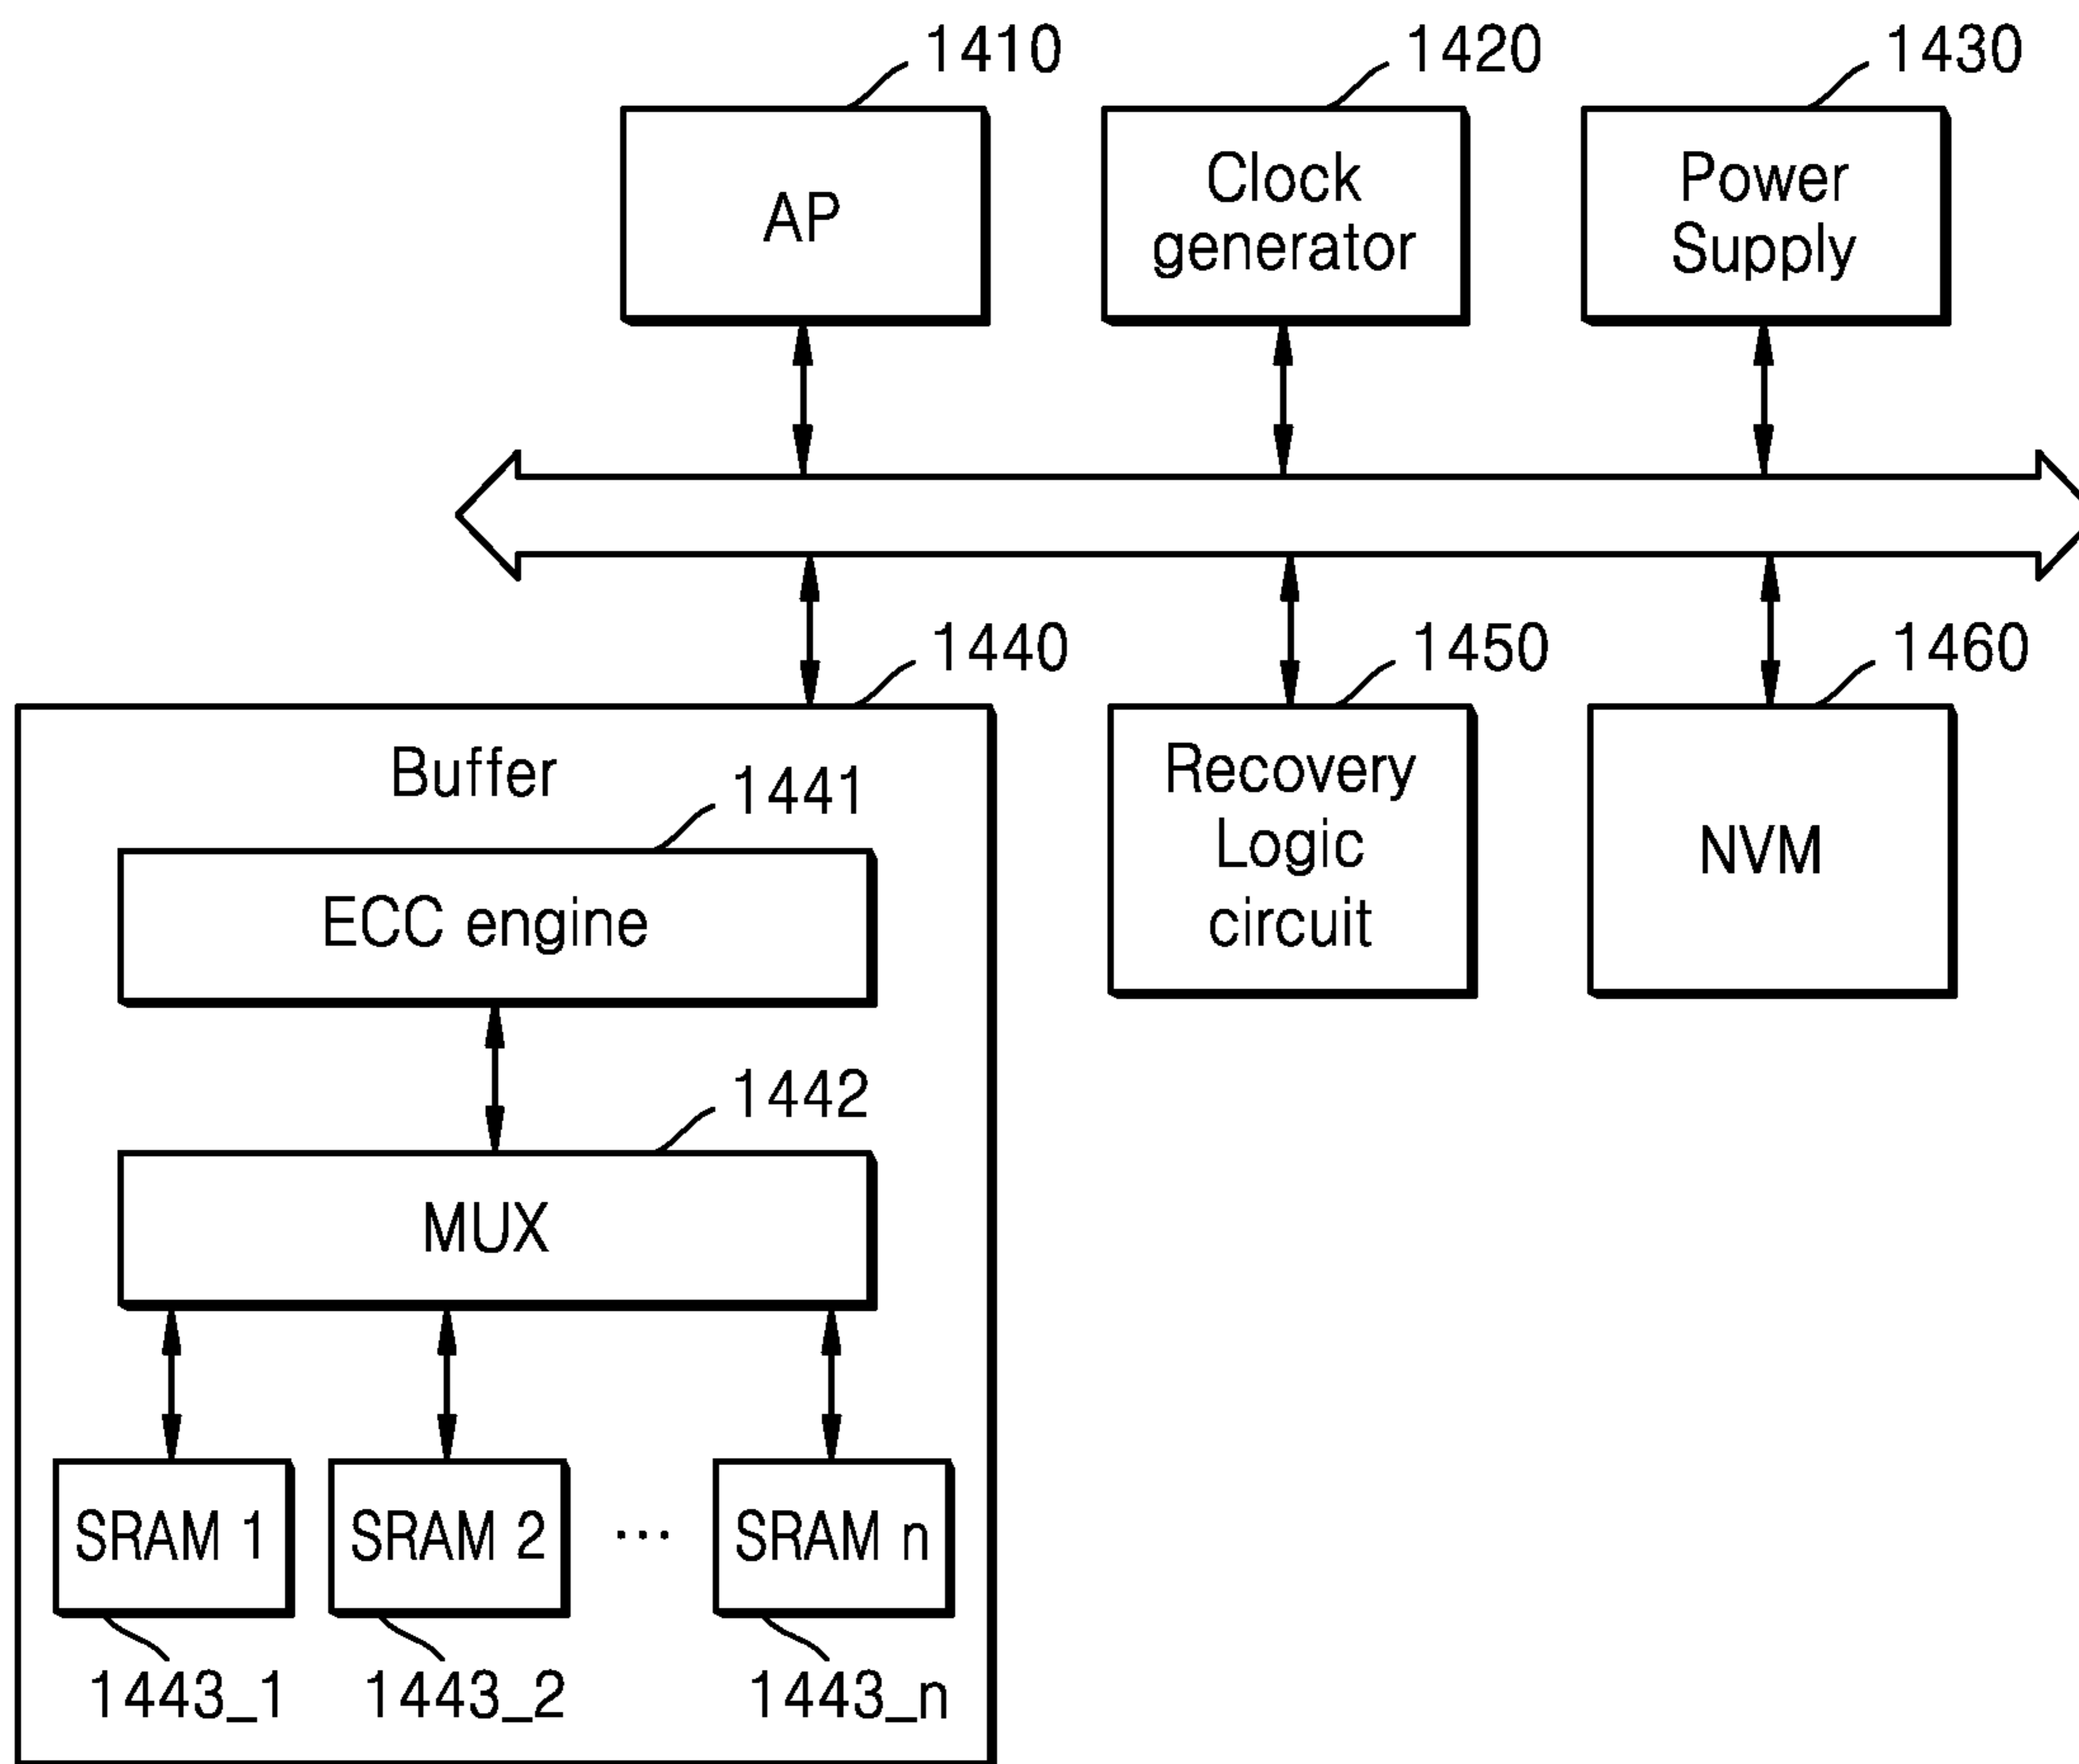 1410
1420
1430
AP
Clock
generator
Power
Supply
1440
1450
1460
Buffer
1441
ECC engine
1442
MUX
SRAM 1
SRAM 2
...
SRAM n
1443_1
1443_2
1443_n
Recovery
Logic
circuit
NVM